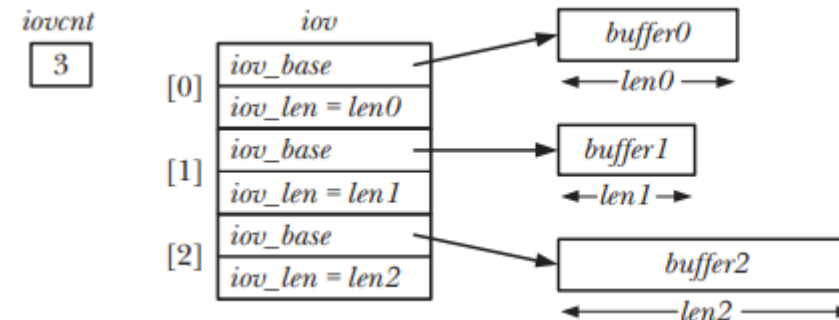 iovcnt
3
iov
[0]
iov_base
iov_len = len0
[1]
iov_base
iov_len = len1
[2]
iov_base
iov_len = len2
buffer0
len0
buffer1
len1
buffer2
len2